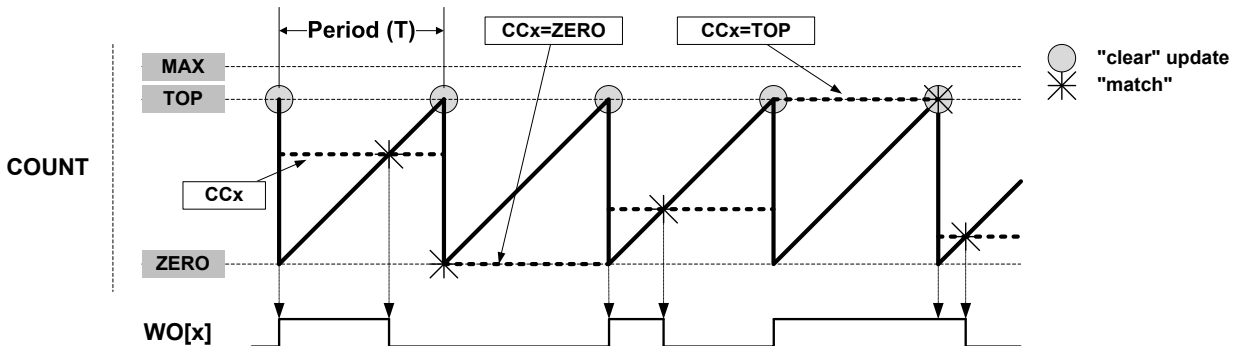 Period (T)
CCx=ZERO
CCx=TOP
"clear" update
"match"
MAX
TOP
COUNT
CCx
ZERO
WO[x]